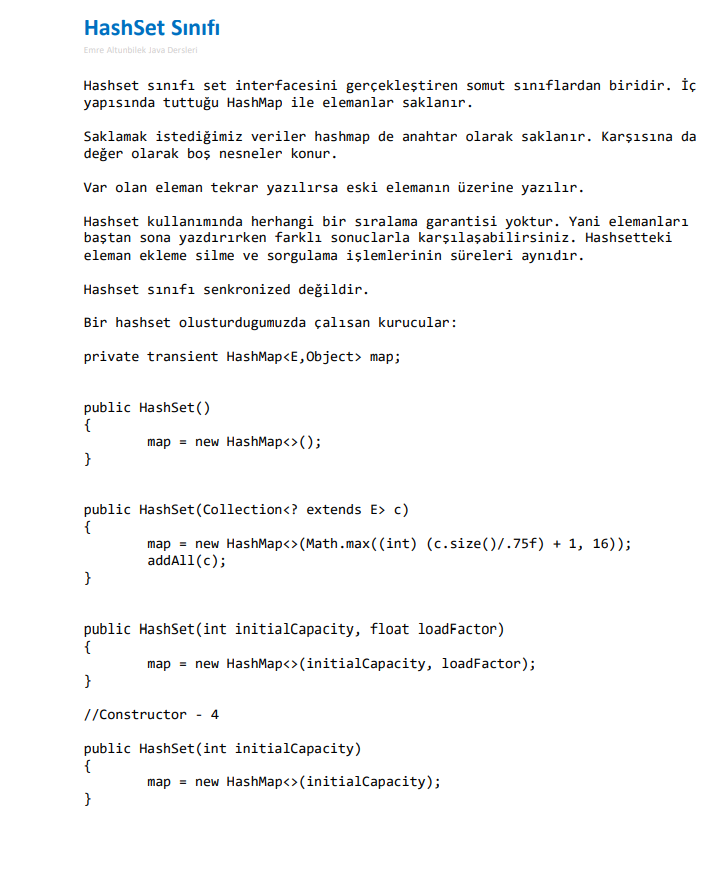 HashSet Sınıfı
Emre Altunbilek Java Dersleri
Hashset sınıfı set interfacesini gerçekleştiren somut sınıflardan biridir. İç
yapısında tuttuğu HashMap ile elemanlar saklanır.
Saklamak istediğimiz veriler hashmap de anahtar olarak saklanır. Karşısına da
değer olarak boş nesneler konur.
Var olan eleman tekrar yazılırsa eski elemanın üzerine yazılır.
Hashset kullanımında herhangi bir sıralama garantisi yoktur. Yani elemanları
baştan sona yazdırırken farklı sonuclarla karşılaşabilirsiniz. Hashsetteki
eleman ekleme silme ve sorgulama işlemlerinin süreleri aynıdır.
Hashset sınıfı senkronized değildir.
Bir hashset olusturdugumuzda çalısan kurucular:
private transient HashMap<E,Object> map;
public HashSet()
{
map = new HashMap<>();
}
public HashSet(Collection<? extends E> c)
{
map = new HashMap<>(Math.max((int) (c.size()/.75f) + 1, 16));
addAll(c);
}
public HashSet(int initialCapacity, float loadFactor)
{
map = new HashMap<>(initialCapacity, loadFactor);
}
//Constructor - 4
public HashSet(int initialCapacity)
{
map = new HashMap<>(initialCapacity);
}